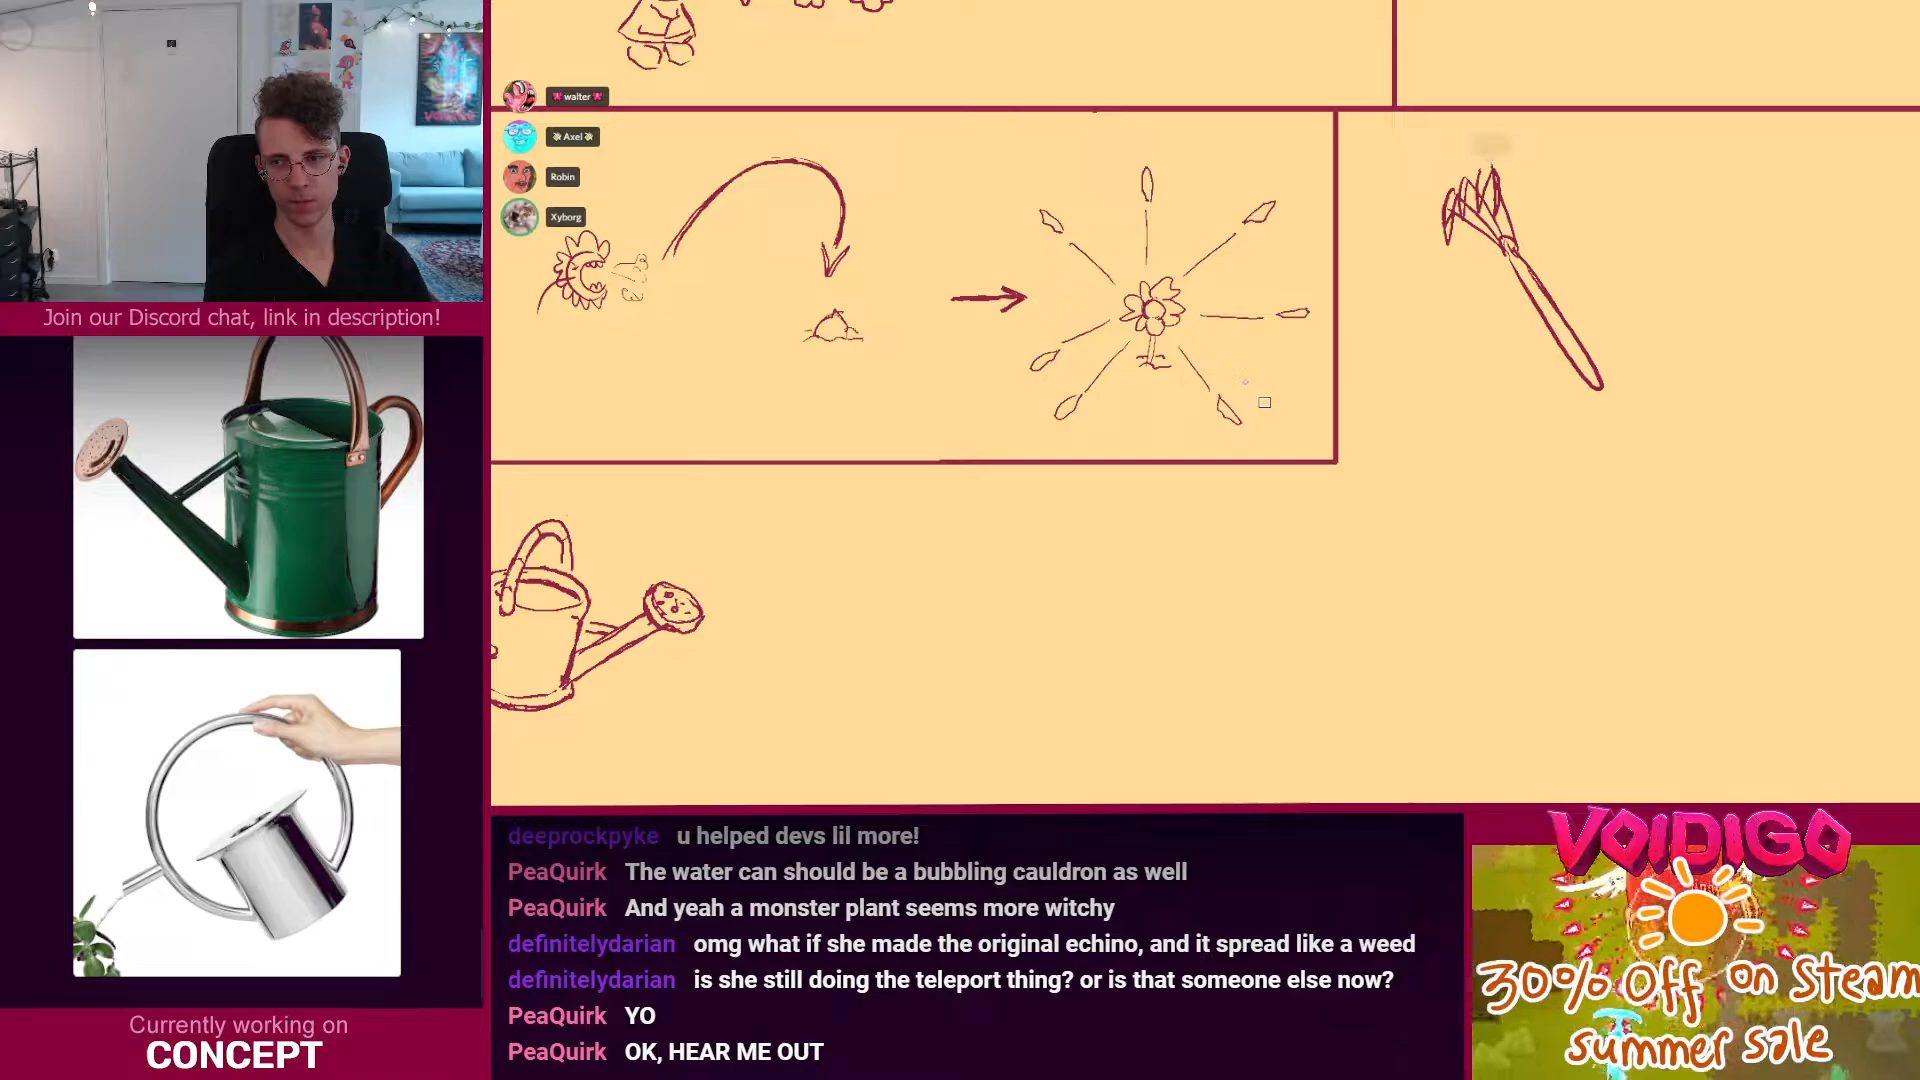 walter
Axel
Robin
Xyborg
Join our Discord chat, link in description!
deeprockpyke u helped devs lil more!
PeaQuirk The water can should be a bubbling cauldron as well
PeaQuirk And yeah a monster plant seems more witchy
definitelydarian omg what if she made the original echino, and it spread like a weed
definitelydarian is she still doing the teleport thing? or is that someone else now?
PeaQuirk YO
PeaQuirk OK, HEAR ME OUT
Currently working on
CONCEPT
VOIDIGO
30% Off on Steam
summer sale